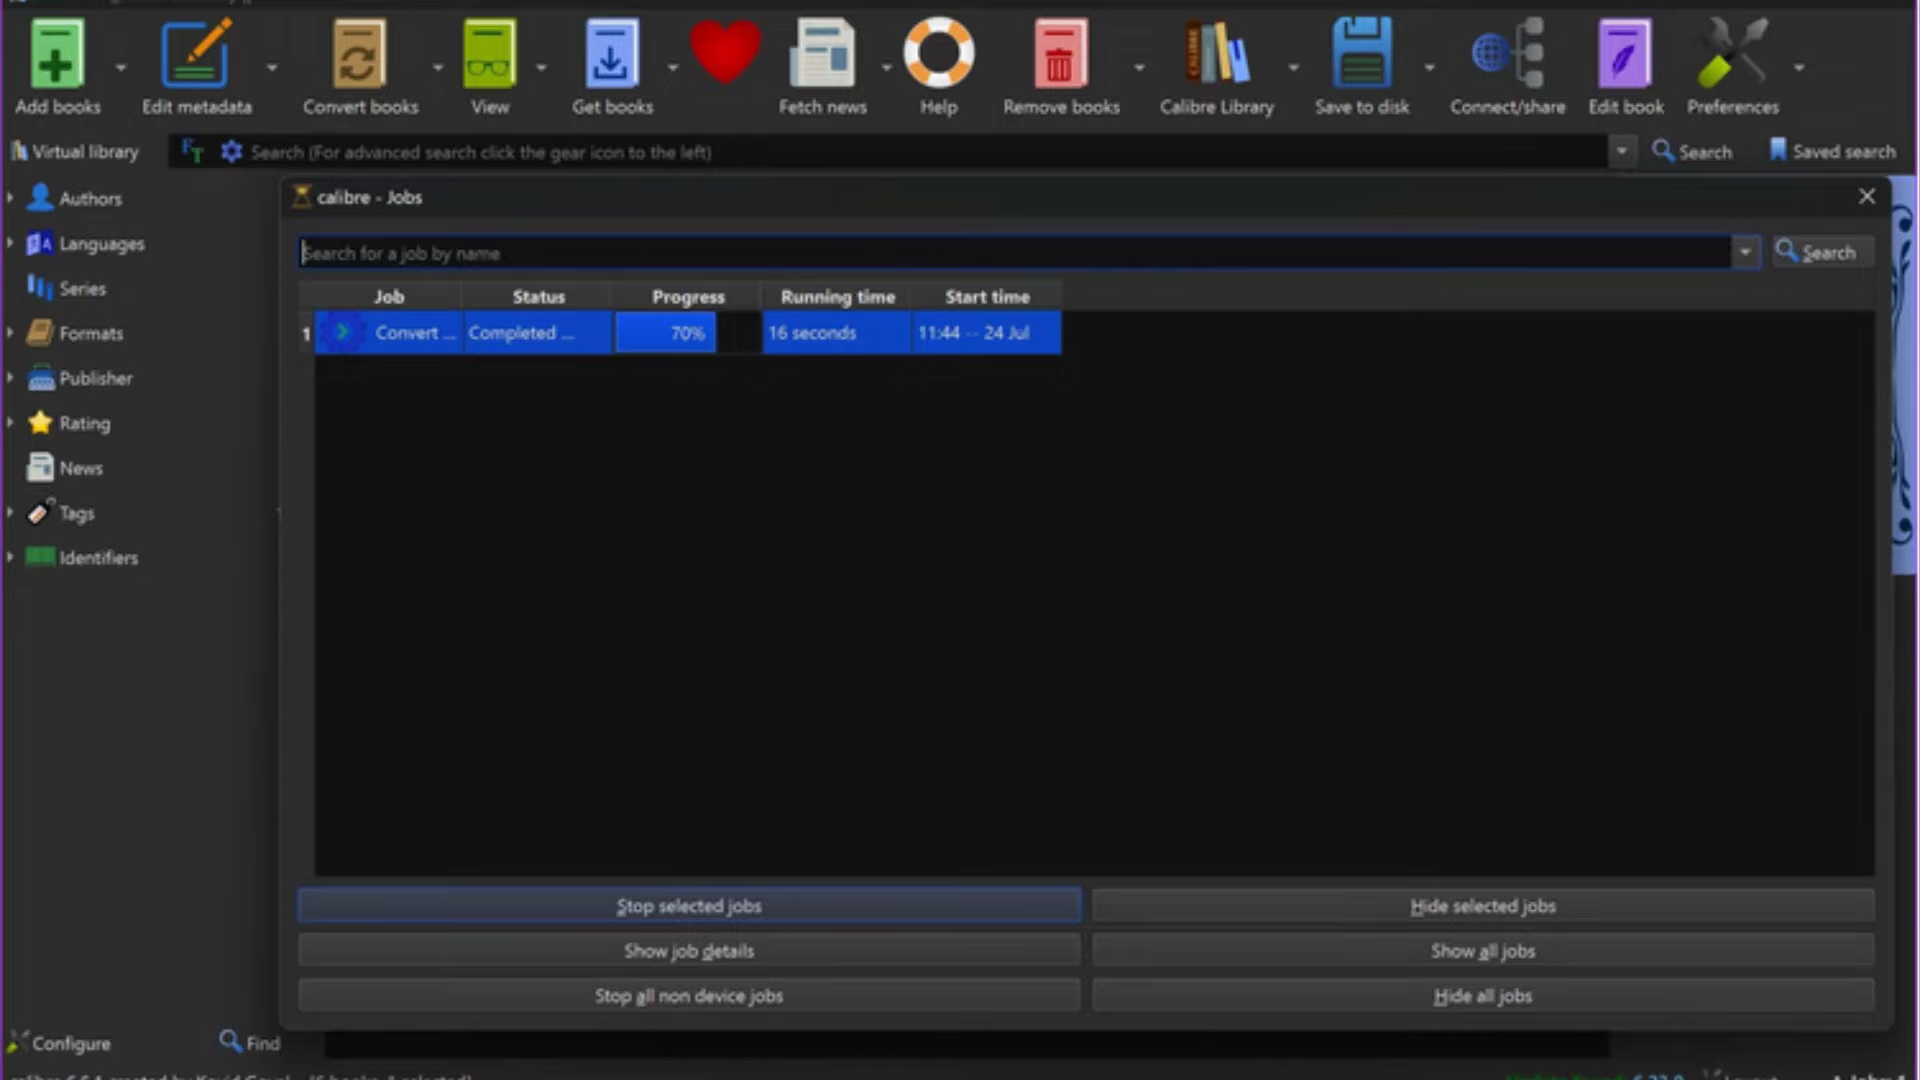 Add books
Edit metadata
Convert books
View
Get books
Fetch news
Help
Remove books
Calibre Library
Save to disk
Connect/share
Edit book
Preferences
Virtual library
Search (For advanced search click the gear icon to the left)
Search
Saved search
Authors
Languages
Series
Formats
Publisher
Rating
News
Tags
Identifiers
calibre - Jobs
Search for a job by name
Search
Job Status Progress Running time Start time
1 Convert ... Completed ... 70% 16 seconds 11:44 -- 24 Jul
Stop selected jobs
Hide selected jobs
Show job details
Show all jobs
Stop all non device jobs
Hide all jobs
Configure
Find